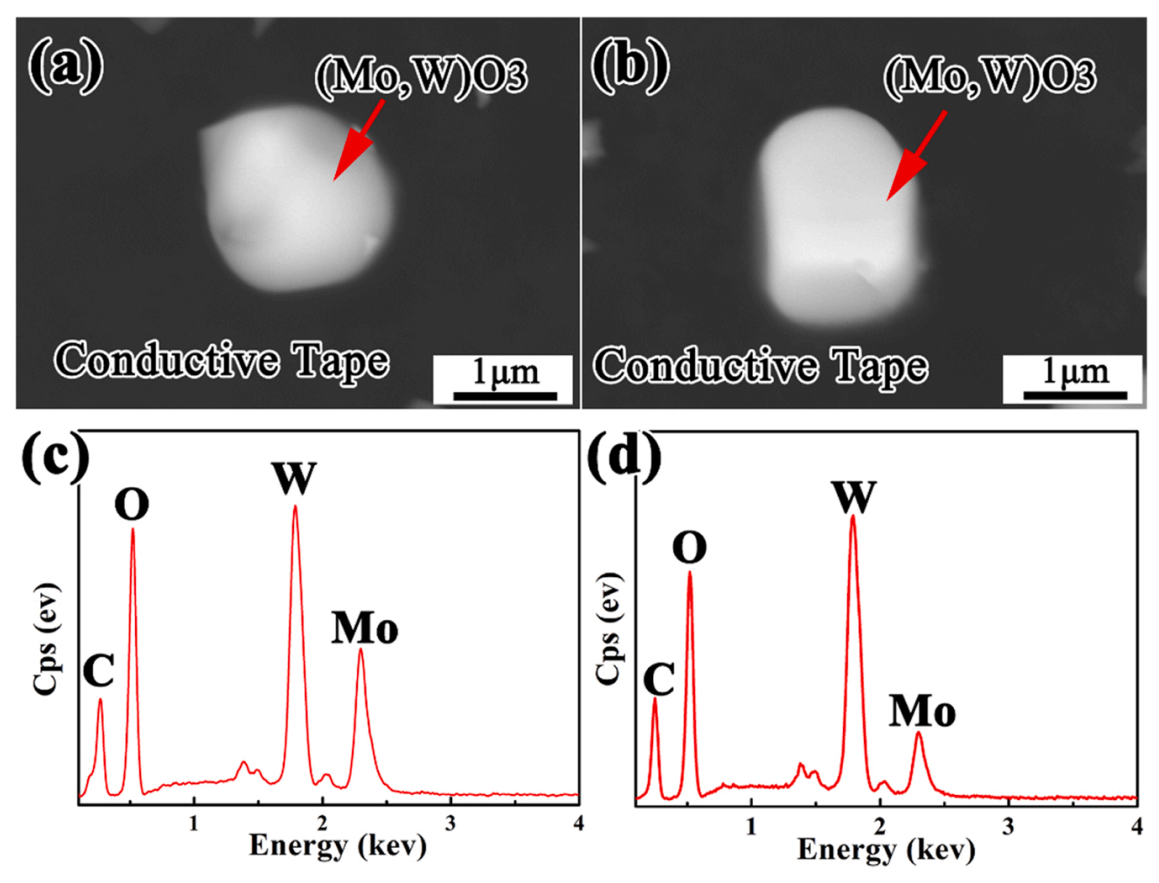 (a)
(Mo,W)O3
Conductive Tape
1μm
(b)
(Mo,W)O3
Conductive Tape
1μm
(c)
C
O
W
Mo
Cps (ev)
1 2 3 4
Energy (kev)
(d)
C
O
W
Mo
Cps (ev)
1 2 3 4
Energy (kev)